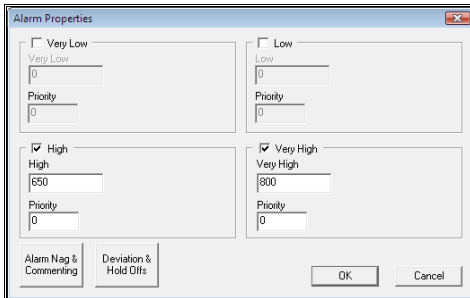 Alarm Properties
Very Low
Very Low
0
Priority
0
Low
Low
0
Priority
0
High
High
650
Priority
0
Very High
Very High
800
Priority
0
Alarm Nag &
Commenting
Deviation &
Hold Offs
OK
Cancel